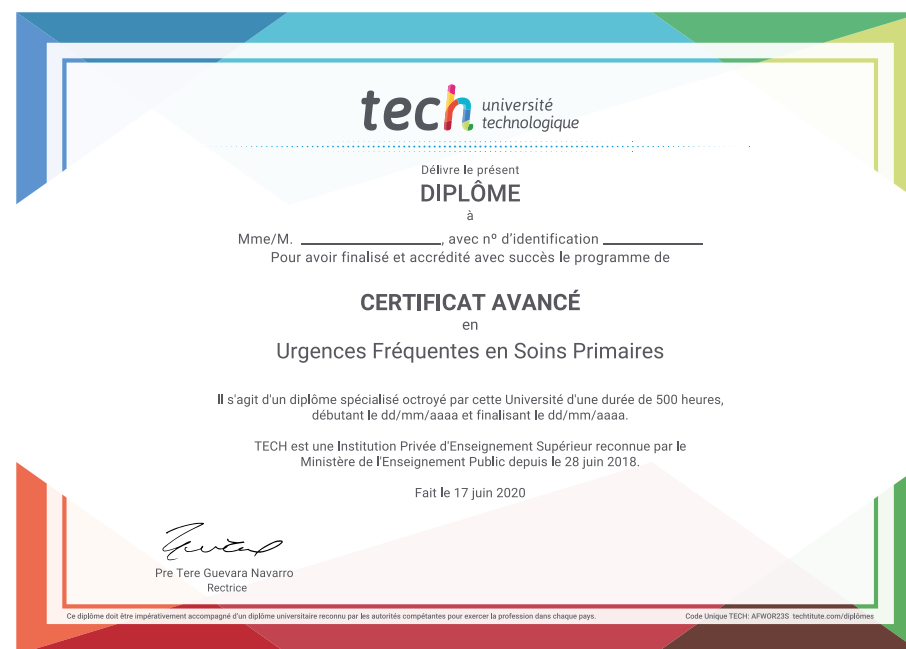 tech université
technologique
Délivre le présent
DIPLÔME
à
Mme/M. ____________________, avec nº d'identification ______________
Pour avoir finalisé et accrédité avec succès le programme de
CERTIFICAT AVANCÉ
en
Urgences Fréquentes en Soins Primaires
Il s'agit d'un diplôme spécialisé octroyé par cette Université d'une durée de 500 heures,
débutant le dd/mm/aaaa et finalisant le dd/mm/aaaa.
TECH est une Institution Privée d'Enseignement Supérieur reconnue par le
Ministère de l'Enseignement Public depuis le 28 juin 2018.
Fait le 17 juin 2020
Pre Tere Guevara Navarro
Rectrice
Ce diplôme doit être impérativement accompagné d'un diplôme universitaire reconnu par les autorités compétantes pour exercer la profession dans chaque pays.
Code Unique TECH: AFWOR23S techtitute.com/diplômes